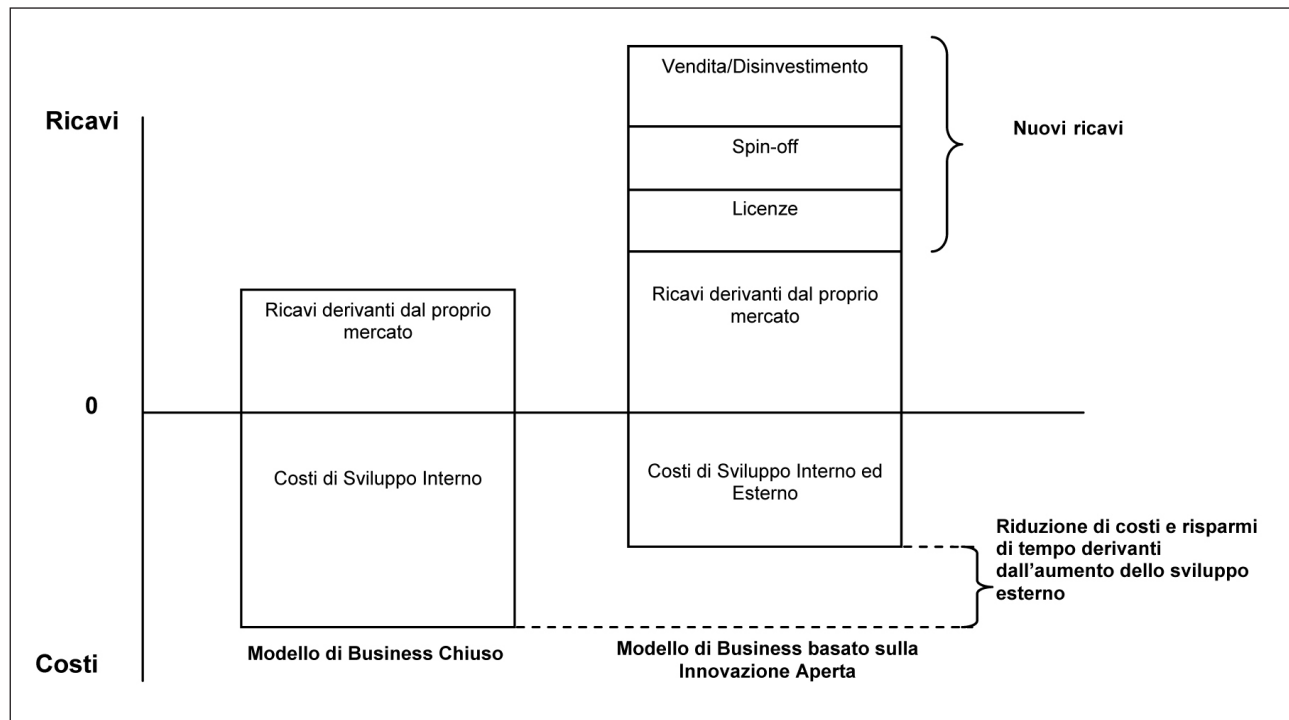 Vendita/Disinvestimento
Ricavi
Nuovi ricavi
Spin-off
Licenze
Ricavi derivanti dal proprio
mercato
Ricavi derivanti dal proprio
mercato
0
Costi di Sviluppo Interno
Costi di Sviluppo Interno ed
Esterno
Riduzione di costi e risparmi
di tempo derivanti
dall'aumento dello sviluppo
esterno
Costi
Modello di Business Chiuso
Modello di Business basato sulla
Innovazione Aperta